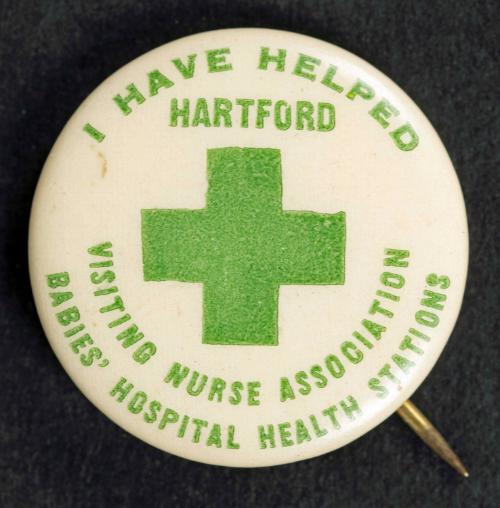 I HAVE HELPED
HARTFORD
VISITING NURSE ASSOCIATION
BABIES' HOSPITAL HEALTH STATIONS